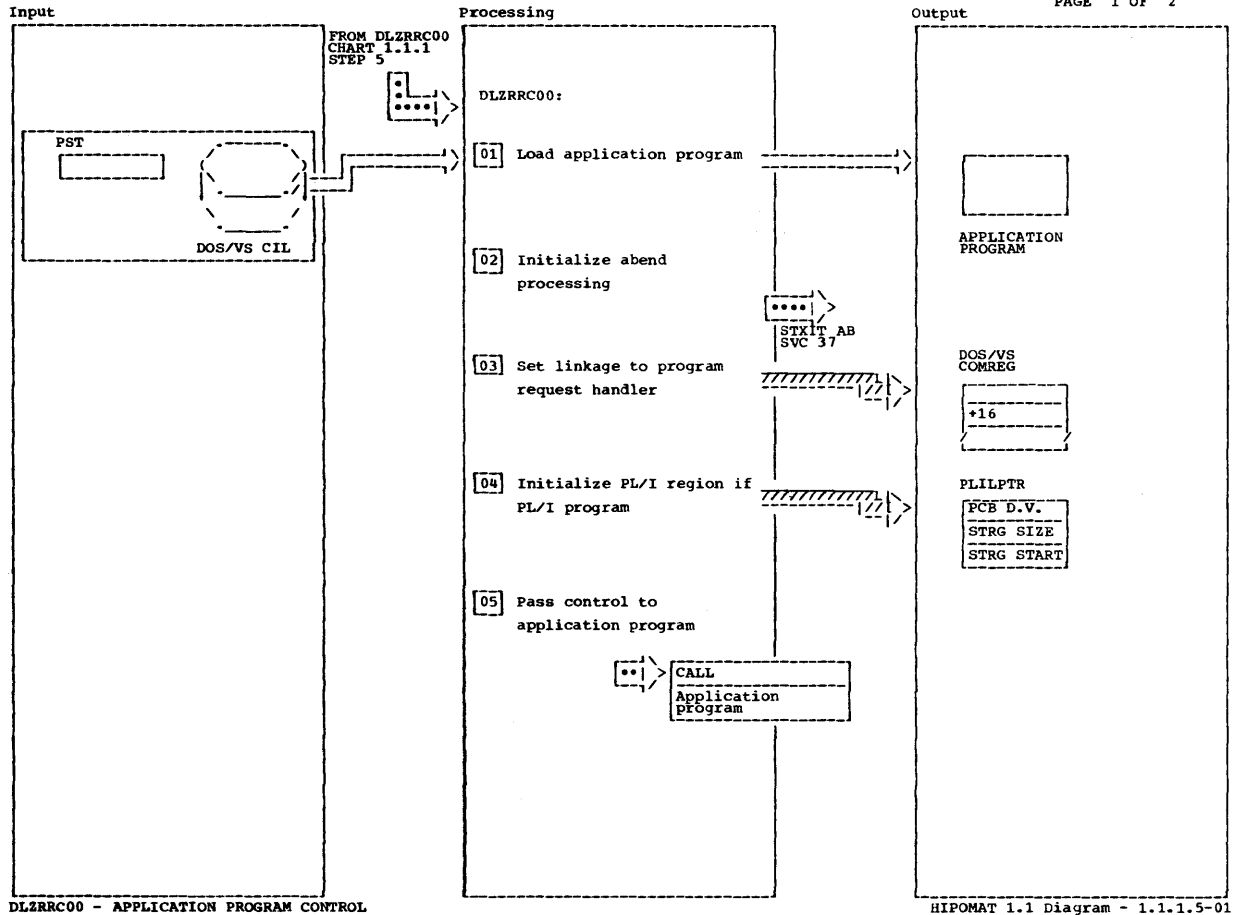 PAGE 1 OF 2
Input
Processing
Output
FROM DLZRRC00
CHART 1.1.1
STEP 5
DLZRRC00:
PST
DOS/VS CIL
01 Load application program
APPLICATION
PROGRAM
02 Initialize abend
processing
STXIT AB
SVC 37
03 Set linkage to program
request handler
DOS/VS
COMREG
+16
04 Initialize PL/I region if
PL/I program
PLILPTR
PCB D.V.
STRG SIZE
STRG START
05 Pass control to
application program
CALL
Application
program
DLZRRC00 - APPLICATION PROGRAM CONTROL
HIPOMAT 1.1 Diagram - 1.1.1.5-01